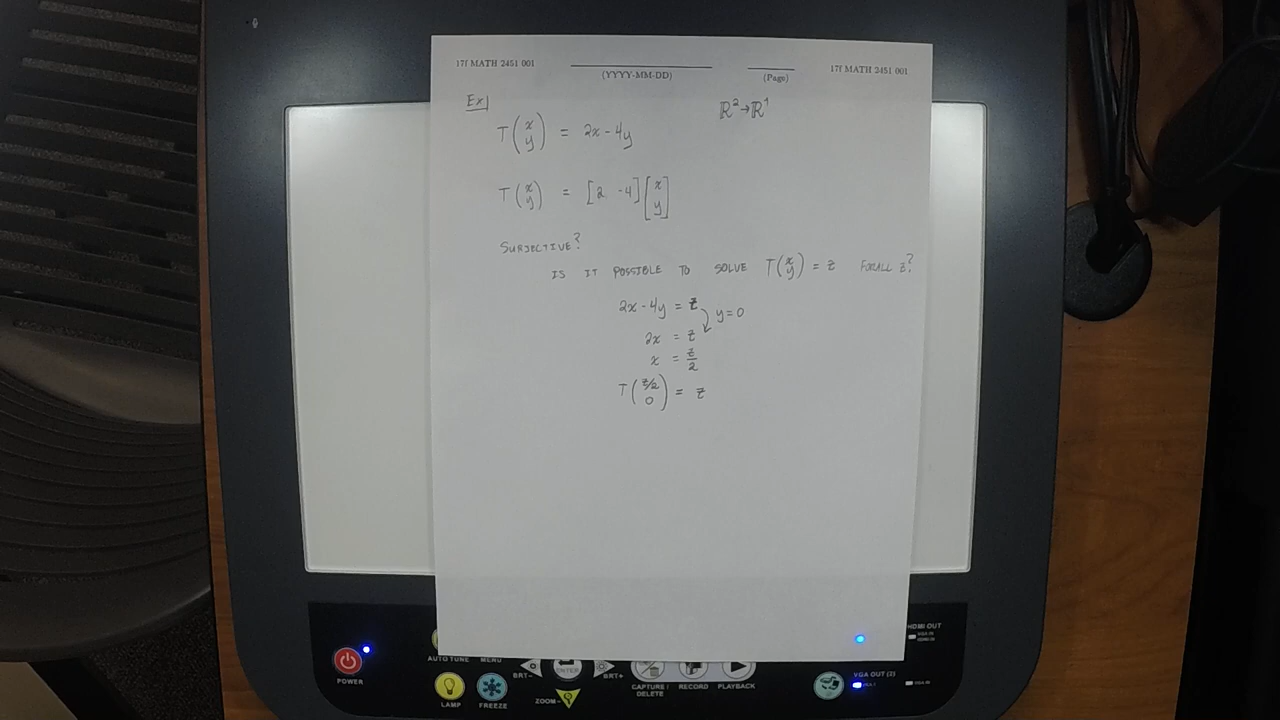 17f MATH 2451 001
(YYYY-MM-DD)
(Page)
17f MATH 2451 001
Ex|
ℝ² → ℝ¹
T(x y) = 2x - 4y
T(x y) = [2 -4][x y]
SURJECTIVE?
IS IT POSSIBLE TO SOLVE T(x y) = z FORALL z?
2x - 4y = z
y = 0
2x = z
x = z/2
T(z/2 0) = z
POWER
AUTO TUNE
MENU
LAMP
FREEZE
BRT-
ENTER
BRT+
ZOOM-
CAPTURE / DELETE
RECORD
PLAYBACK
HDMI OUT
VGA OUT (2)